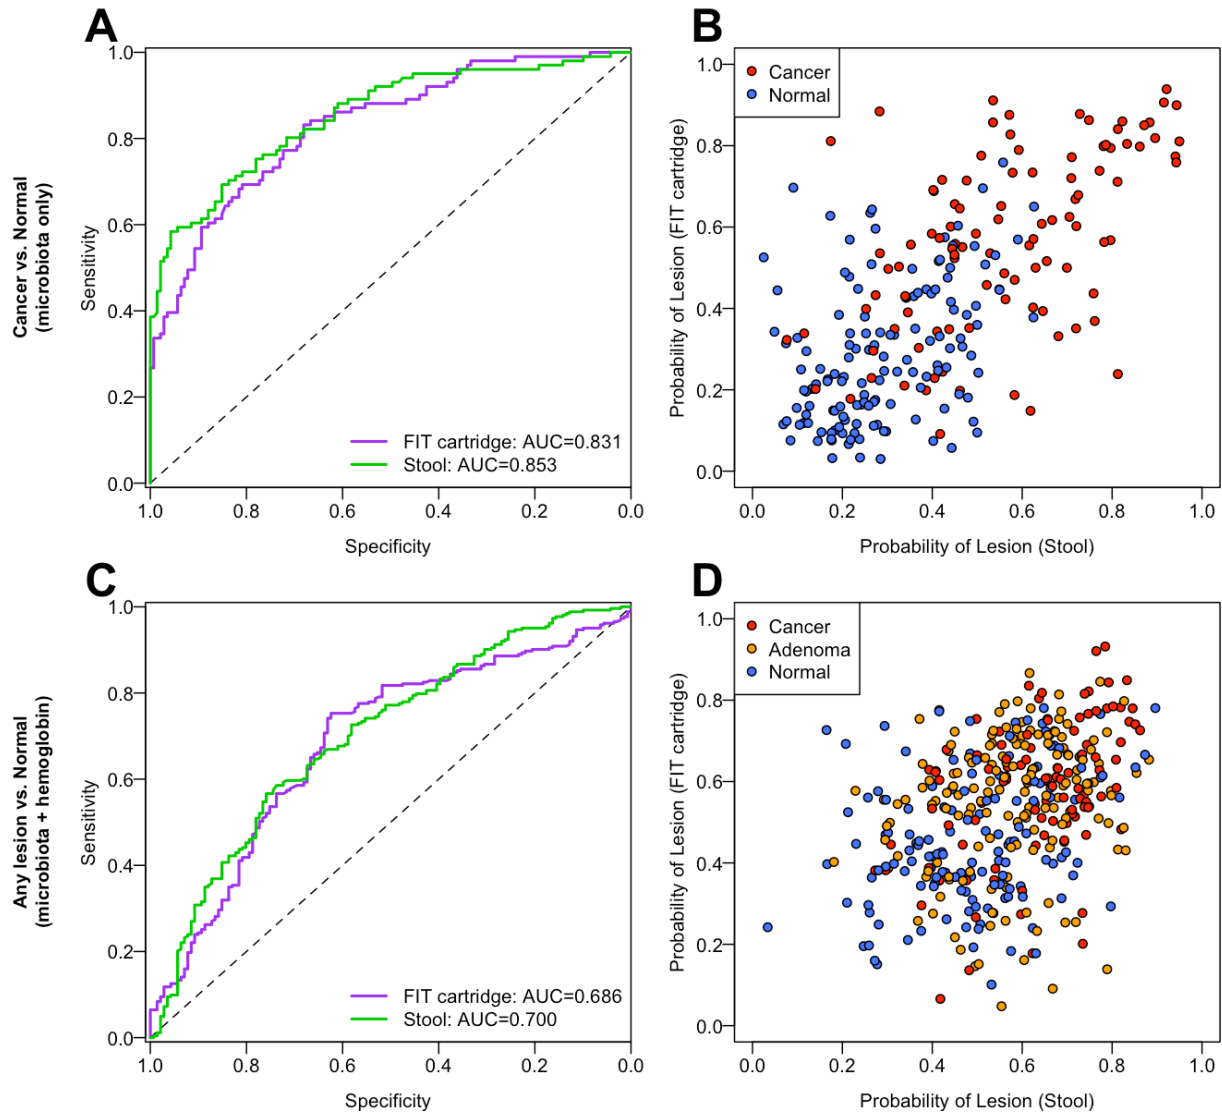 A
Cancer vs. Normal
(microbiota only)
Sensitivity
1.0
0.8
0.6
0.4
0.2
0.0
FIT cartridge: AUC=0.831
Stool: AUC=0.853
1.0 0.8 0.6 0.4 0.2 0.0
Specificity
B
Probability of Lesion (FIT cartridge)
1.0
0.8
0.6
0.4
0.2
0.0
Cancer
Normal
0.0 0.2 0.4 0.6 0.8 1.0
Probability of Lesion (Stool)
C
Any lesion vs. Normal
(microbiota + hemoglobin)
Sensitivity
1.0
0.8
0.6
0.4
0.2
0.0
FIT cartridge: AUC=0.686
Stool: AUC=0.700
1.0 0.8 0.6 0.4 0.2 0.0
Specificity
D
Probability of Lesion (FIT cartridge)
1.0
0.8
0.6
0.4
0.2
0.0
Cancer
Adenoma
Normal
0.0 0.2 0.4 0.6 0.8 1.0
Probability of Lesion (Stool)